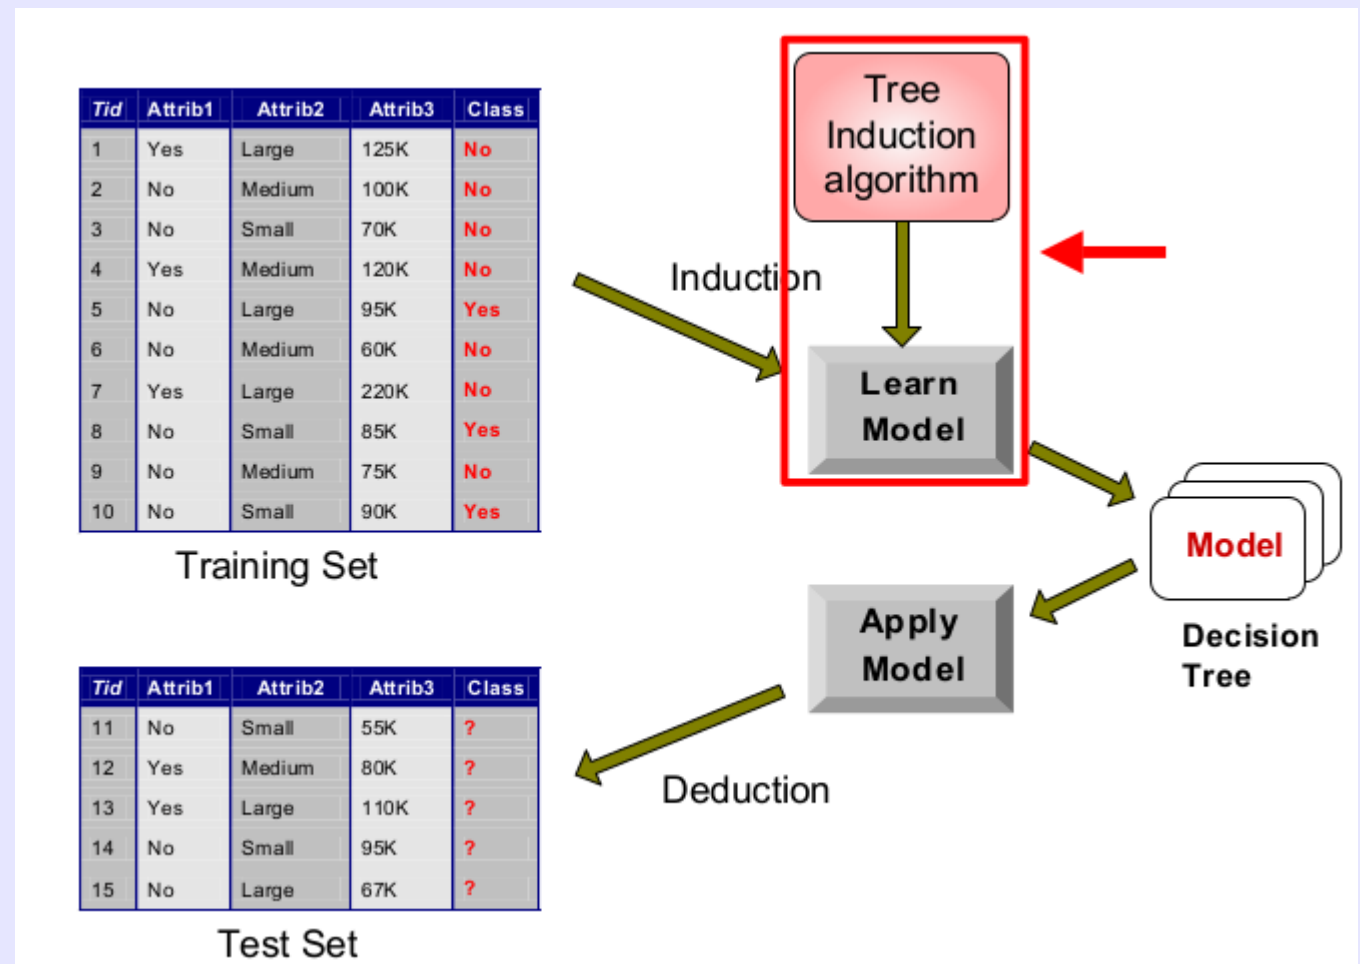 Tid Attrib1 Attrib2 Attrib3 Class
1 Yes Large 125K No
2 No Medium 100K No
3 No Small 70K No
4 Yes Medium 120K No
5 No Large 95K Yes
6 No Medium 60K No
7 Yes Large 220K No
8 No Small 85K Yes
9 No Medium 75K No
10 No Small 90K Yes
Training Set
Tree
Induction
algorithm
Induction
Learn
Model
Model
Decision
Tree
Apply
Model
Deduction
Tid Attrib1 Attrib2 Attrib3 Class
11 No Small 55K ?
12 Yes Medium 80K ?
13 Yes Large 110K ?
14 No Small 95K ?
15 No Large 67K ?
Test Set